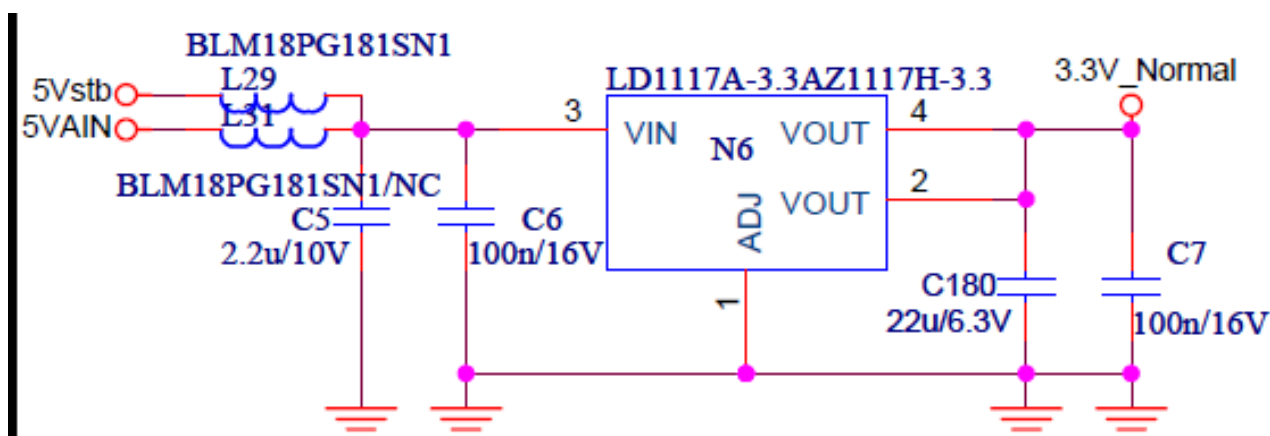 BLM18PG181SN1
5Vstb
L29
LD1117A-3.3AZ1117H-3.3
3.3V_Normal
5VAIN
L31
3
VIN
N6
VOUT
4
BLM18PG181SN1/NC
VOUT
2
C5
2.2u/10V
C6
100n/16V
ADJ
1
C180
22u/6.3V
C7
100n/16V